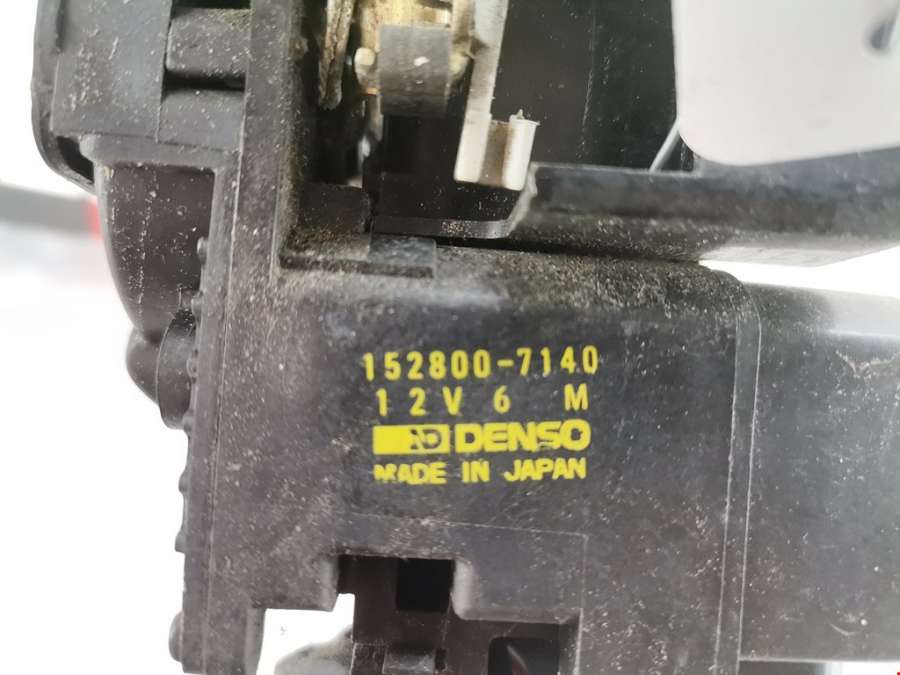 152800-7140
12V 6 M
DENSO
MADE IN JAPAN